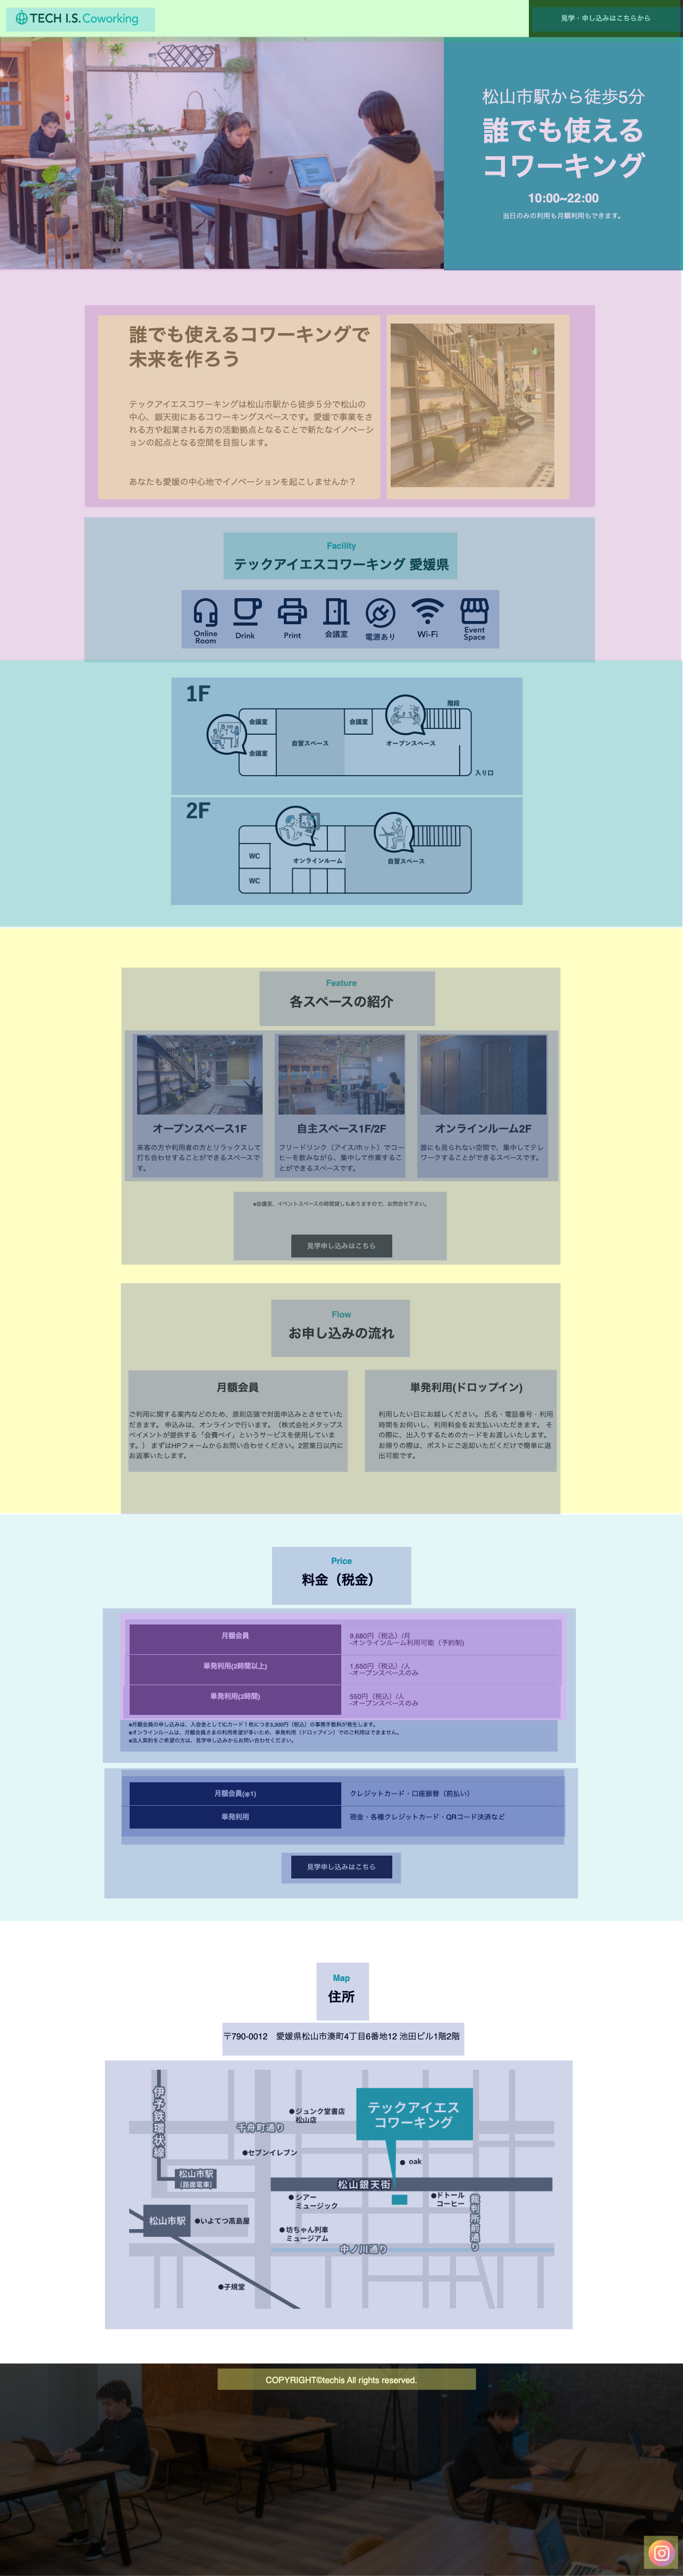 TECH I.S. Coworking
見学・申し込みはこちらから
松山市駅から徒歩5分
誰でも使える
コワーキング
10:00~22:00
当日のみの利用も月額利用もできます。
誰でも使えるコワーキングで
未来を作ろう
テックアイエスコワーキングは松山市駅から徒歩５分で松山の
中心、銀天街にあるコワーキングスペースです。愛媛で事業をさ
れる方や起業される方の活動拠点となることで新たなイノベーシ
ョンの起点となる空間を目指します。
あなたも愛媛の中心地でイノベーションを起こしませんか？
Facility
テックアイエスコワーキング 愛媛県
Online
Room
Drink
Print
会議室
電源あり
Wi-Fi
Event
Space
1F
会議室
会議室
自習スペース
会議室
オープンスペース
階段
入り口
2F
WC
WC
オンラインルーム
自習スペース
Feature
各スペースの紹介
オープンスペース1F
来客の方や利用者の方とリラックスして
打ち合わせすることができるスペースで
す。
自主スペース1F/2F
フリードリンク（アイス/ホット）でコー
ヒーを飲みながら、集中して作業するこ
とができるスペースです。
オンラインルーム2F
誰にも見られない空間で、集中してテレ
ワークすることができるスペースです。
※会議室、イベントスペースの時間貸しもありますので、お問合せ下さい。
見学申し込みはこちら
Flow
お申し込みの流れ
月額会員
ご利用に関する案内などのため、原則店頭で対面申込みとさせていた
だきます。 申込みは、オンラインで行います。（株式会社メタップス
ペイメントが提供する「会費ペイ」というサービスを使用していま
す。） まずはHPフォームからお問い合わせください。2営業日以内に
お返事いたします。
単発利用(ドロップイン)
利用したい日にお越しください。 氏名・電話番号・利用
時間をお伺いし、利用料金をお支払いいただきます。 そ
の際に、出入りするためのカードをお渡しいたします。
お帰りの際は、ポストにご返却いただくだけで簡単に退
出可能です。
Price
料金（税金）
月額会員
9,680円（税込）/月
-オンラインルーム利用可能（予約制)
単発利用(2時間以上)
1,650円（税込）/人
-オープンスペースのみ
単発利用(2時間)
550円（税込）/人
-オープンスペースのみ
※月額会員の申し込みは、入会金としてICカード１枚につき3,300円（税込）の事務手数料が発生します。
※オンラインルームは、月額会員さまの利用希望が多いため、単発利用（ドロップイン）でのご利用はできません。
※法人契約をご希望の方は、見学申し込みからお問い合わせください。
月額会員(※1)
クレジットカード・口座振替（前払い）
単発利用
現金・各種クレジットカード・QRコード決済など
見学申し込みはこちら
Map
住所
〒790-0012　愛媛県松山市湊町4丁目6番地12 池田ビル1階2階
伊予鉄環状線
●ジュンク堂書店
松山店
テックアイエス
コワーキング
千舟町通り
●セブンイレブン
● oak
松山市駅
(路面電車)
松山銀天街
● シアー
ミュージック
●ドトール
コーヒー
裁判所前通り
松山市駅
●いよてつ髙島屋
●坊ちゃん列車
ミュージアム
中ノ川通り
●子規堂
COPYRIGHT©techis All rights reserved.